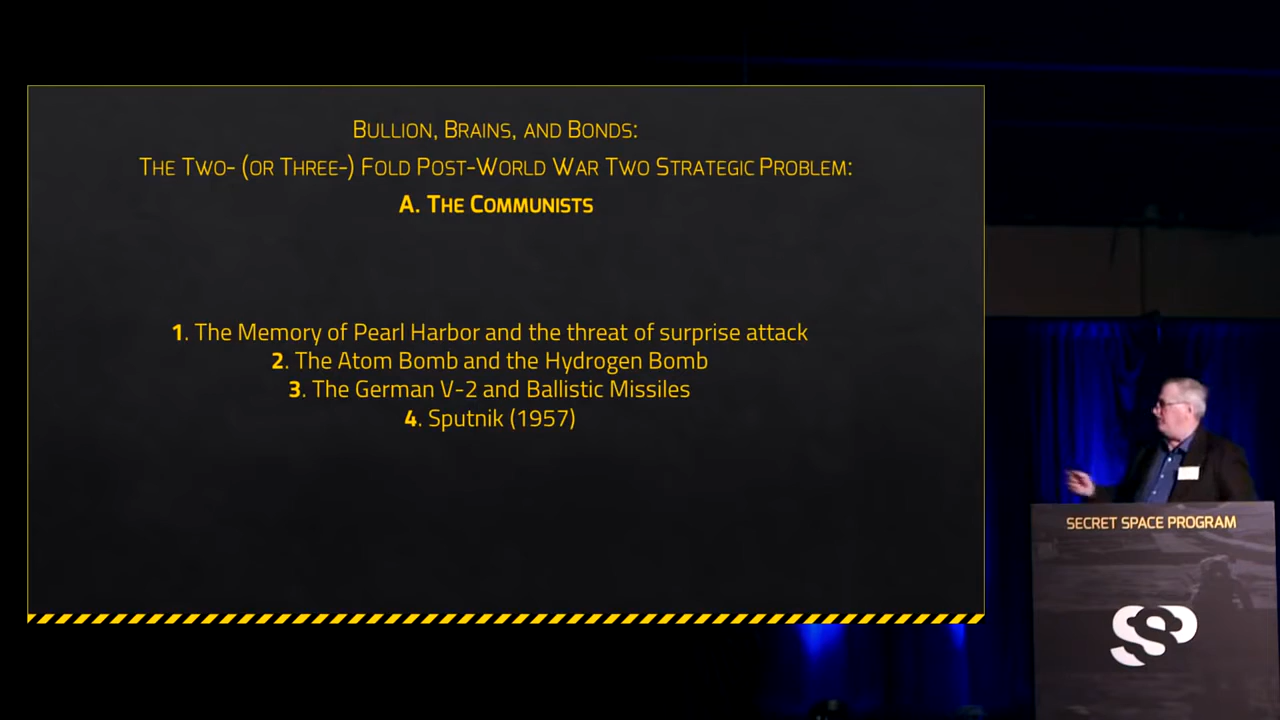 BULLION, BRAINS, AND BONDS:
THE TWO- (OR THREE-) FOLD POST-WORLD WAR TWO STRATEGIC PROBLEM:
A. THE COMMUNISTS
1. The Memory of Pearl Harbor and the threat of surprise attack
2. The Atom Bomb and the Hydrogen Bomb
3. The German V-2 and Ballistic Missiles
4. Sputnik (1957)
SECRET SPACE PROGRAM
SSP